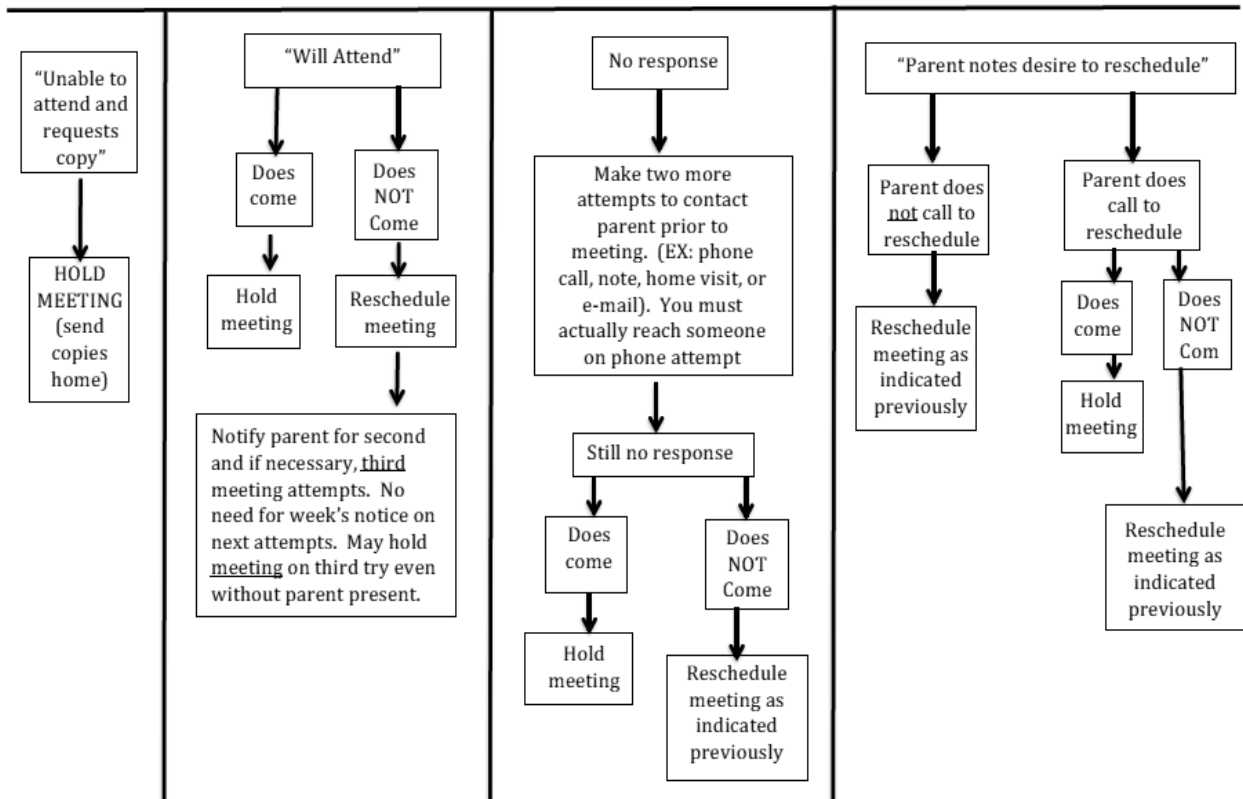 “Unable to
attend and
requests
copy”
HOLD
MEETING
(send
copies
home)
“Will Attend”
Does
come
Does
NOT
Come
Hold
meeting
Reschedule
meeting
Notify parent for second
and if necessary, third
meeting attempts.  No
need for week’s notice on
next attempts.  May hold
meeting on third try even
without parent present.
No response
Make two more
attempts to contact
parent prior to
meeting.  (EX: phone
call, note, home visit, or
e-mail).  You must
actually reach someone
on phone attempt
Still no response
Does
come
Does
NOT
Come
Hold
meeting
Reschedule
meeting as
indicated
previously
“Parent notes desire to reschedule”
Parent does
not call to
reschedule
Parent does
call to
reschedule
Reschedule
meeting as
indicated
previously
Does
come
Does
NOT
Com
Hold
meeting
Reschedule
meeting as
indicated
previously